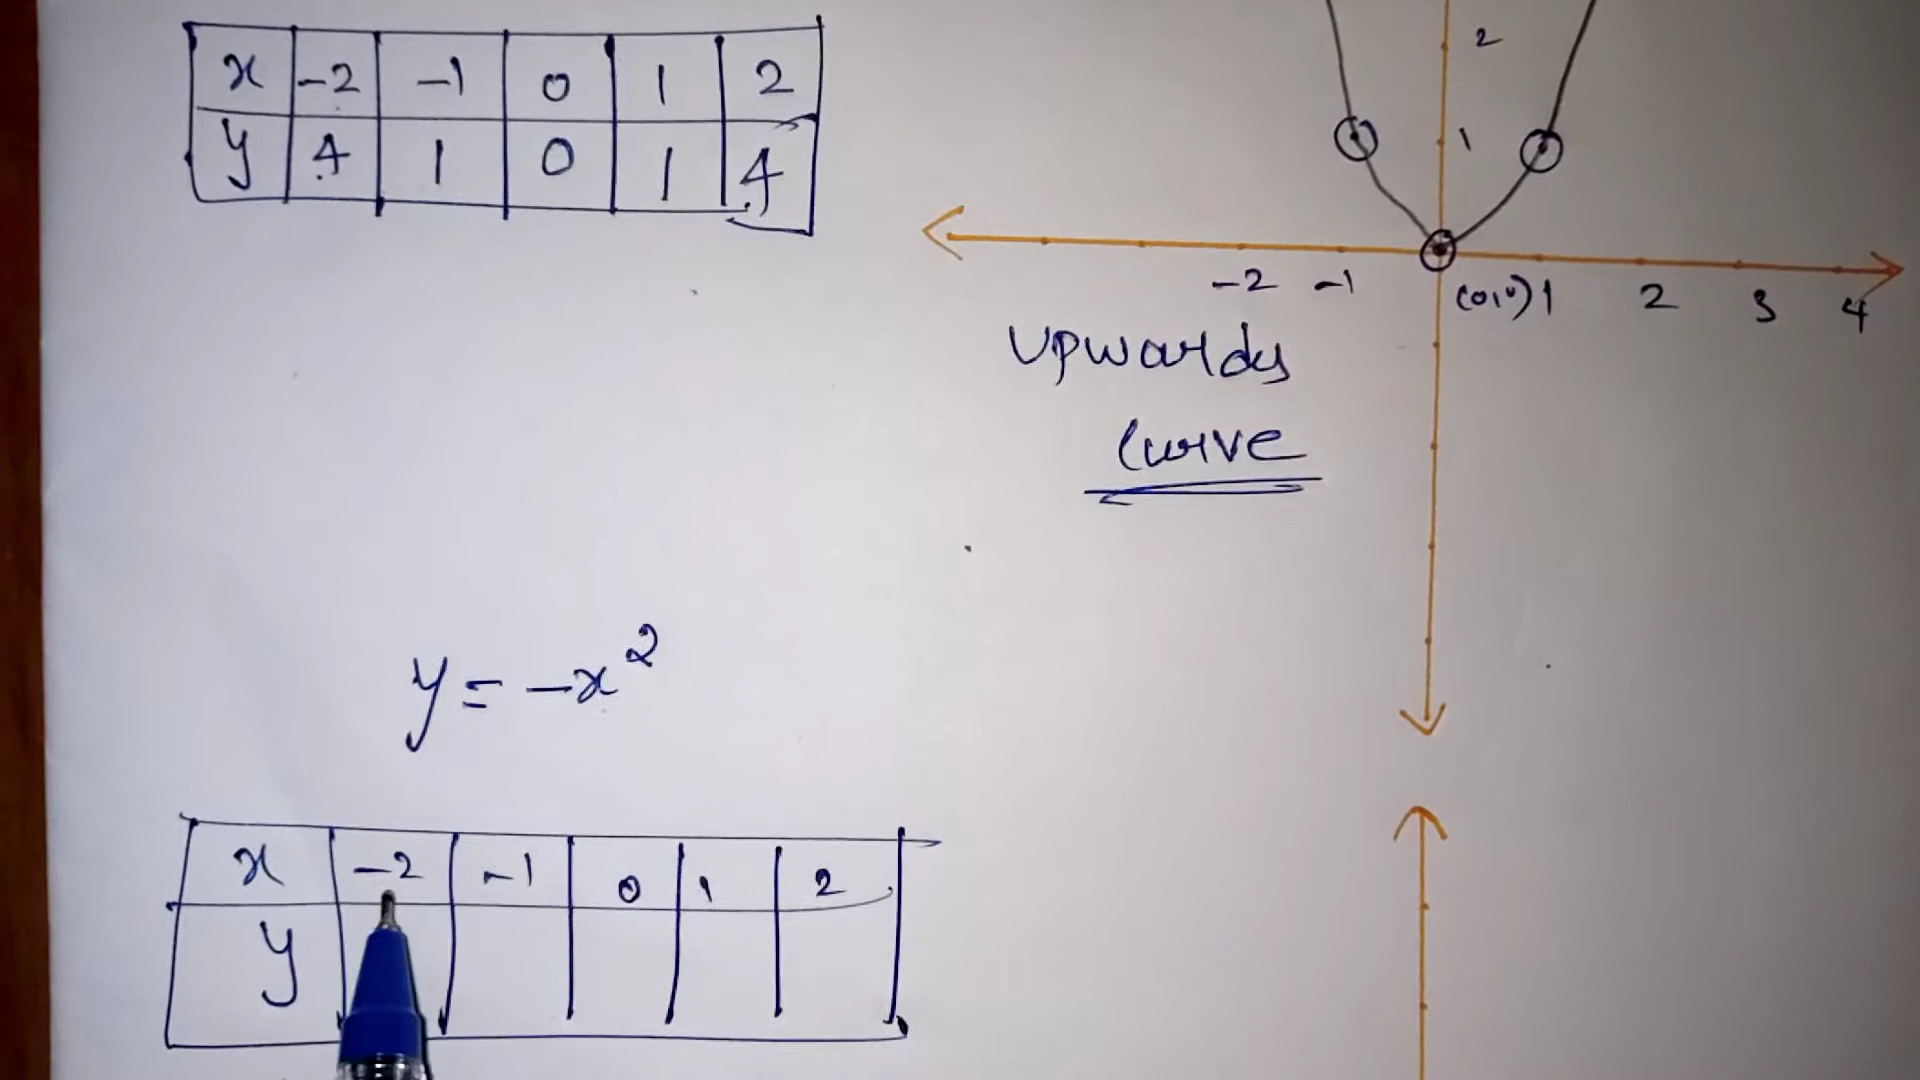 x -2 -1 0 1 2
y 4 1 0 1 4
2
1
-2 -1 (0,0) 1 2 3 4
Upwards
Curve
y = -x²
x -2 -1 0 1 2
y